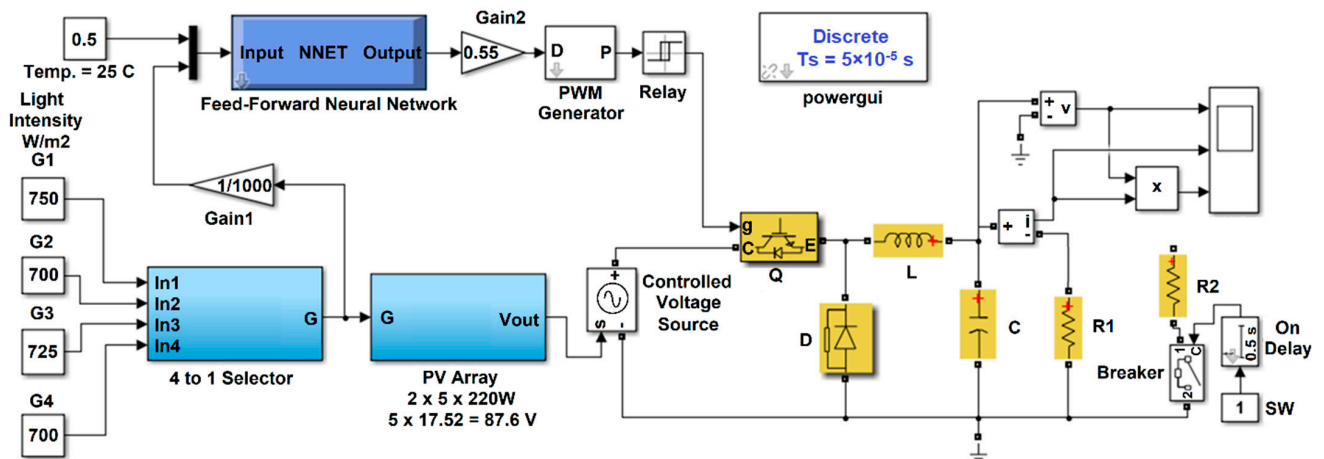 0.5
Temp. = 25 C
Input NNET Output
Feed-Forward Neural Network
Gain2
0.55
D P
PWM
Generator
Relay
Discrete
Ts = 5×10⁻⁵ s
powergui
Light
Intensity
W/m2
G1
750
G2
700
G3
725
G4
700
1/1000
Gain1
In1
In2
In3
In4
G
4 to 1 Selector
G Vout
PV Array
2 x 5 x 220W
5 x 17.52 = 87.6 V
+
s
-
Controlled
Voltage
Source
g
C E
Q
D
L
+
C
+
-
v
+
i
-
x
R1
+
R2
+
1 C
2
Breaker
0.5 s
On
Delay
1
SW